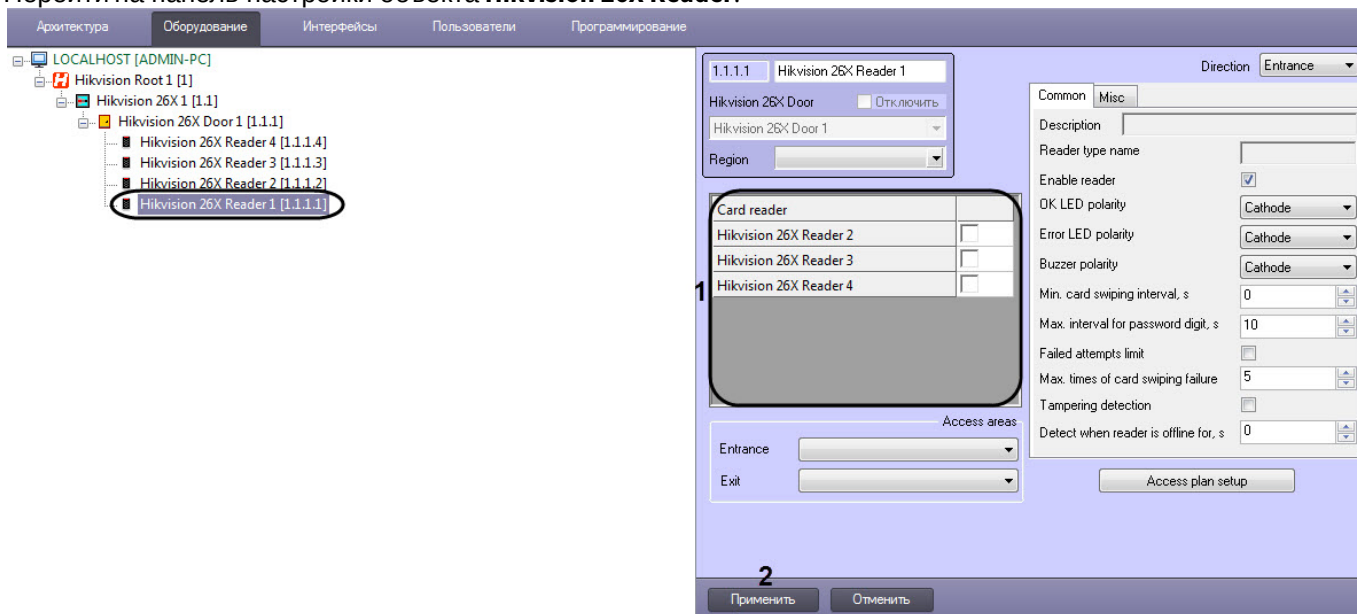 Перейти на панель настройки объекта Hikvision 26x Reader.
Архитектура Оборудование Интерфейсы Пользователи Программирование
LOCALHOST [ADMIN-PC]
Hikvision Root 1 [1]
Hikvision 26X 1 [1.1]
Hikvision 26X Door 1 [1.1.1]
Hikvision 26X Reader 4 [1.1.1.4]
Hikvision 26X Reader 3 [1.1.1.3]
Hikvision 26X Reader 2 [1.1.1.2]
Hikvision 26X Reader 1 [1.1.1.1]
1.1.1.1 Hikvision 26X Reader 1
Hikvision 26X Door Отключить
Hikvision 26X Door 1
Region
Card reader
Hikvision 26X Reader 2
Hikvision 26X Reader 3
Hikvision 26X Reader 4
1
Access areas
Entrance
Exit
Direction Entrance
Common Misc
Description
Reader type name
Enable reader
OK LED polarity Cathode
Error LED polarity Cathode
Buzzer polarity Cathode
Min. card swiping interval, s 0
Max. interval for password digit, s 10
Failed attempts limit
Max. times of card swiping failure 5
Tampering detection
Detect when reader is offline for, s 0
Access plan setup
2
Применить Отменить